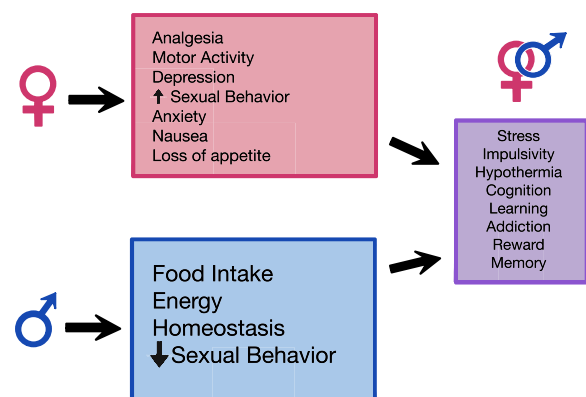 Analgesia
Motor Activity
Depression
↑ Sexual Behavior
Anxiety
Nausea
Loss of appetite
Food Intake
Energy
Homeostasis
↓ Sexual Behavior
Stress
Impulsivity
Hypothermia
Cognition
Learning
Addiction
Reward
Memory